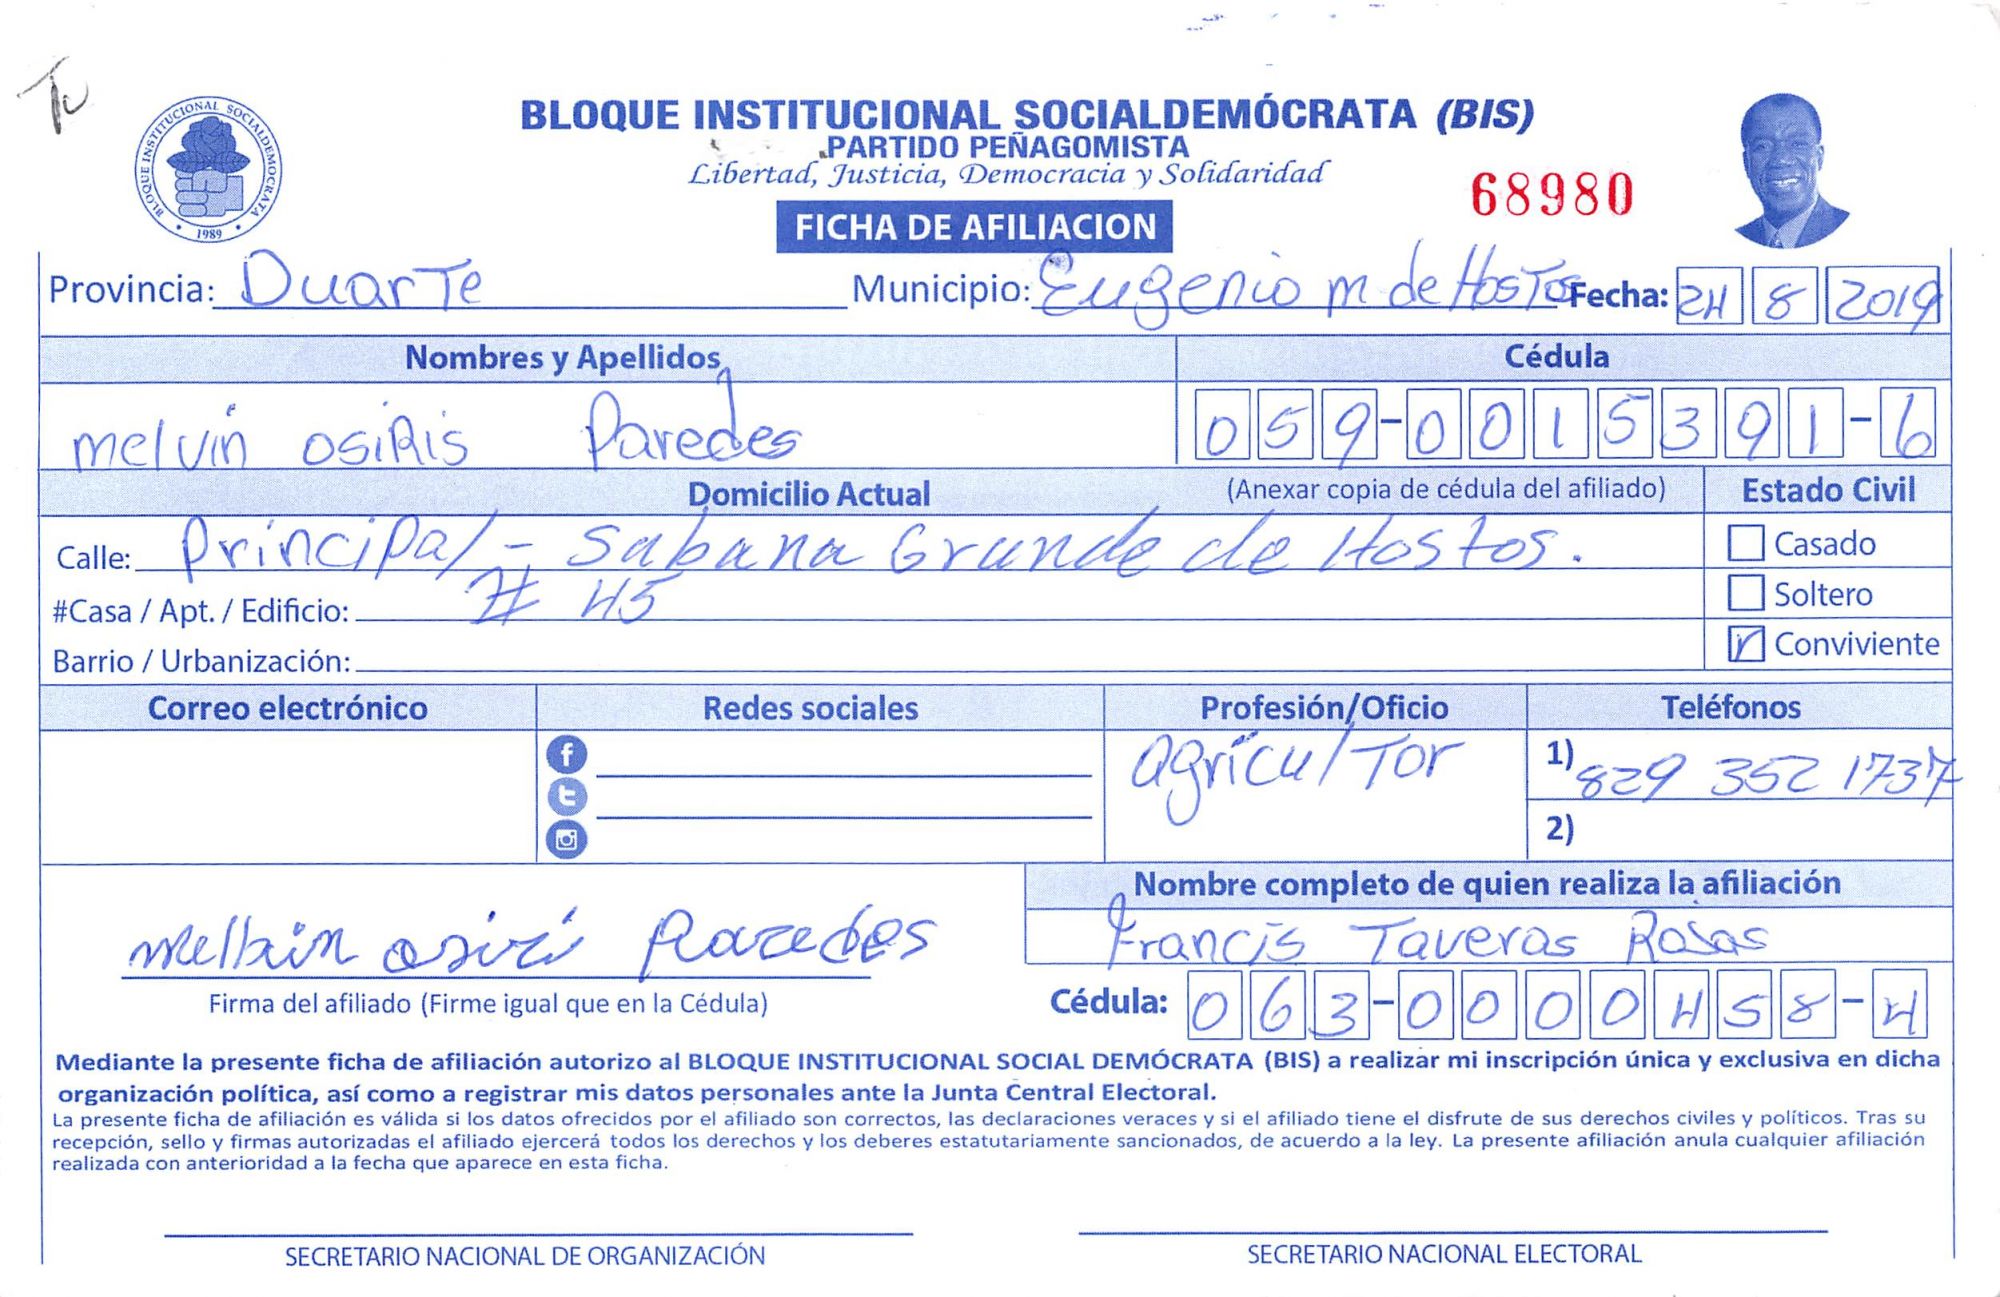 Tu
BLOQUE INSTITUCIONAL SOCIALDEMOCRATA
1989
BLOQUE INSTITUCIONAL SOCIALDEMÓCRATA (BIS)
PARTIDO PEÑAGOMISTA
Libertad, Justicia, Democracia y Solidaridad
68980
FICHA DE AFILIACION
Provincia: Duarte Municipio: Eugenio m de Hostos Fecha: 24 8 2019
Nombres y Apellidos Cédula
melvin osiris Paredes 059-0015391-6
Domicilio Actual (Anexar copia de cédula del afiliado) Estado Civil
Calle: principal - Sabana Grande de Hostos. Casado
#Casa / Apt. / Edificio: # 45 Soltero
Barrio / Urbanización: Conviviente
Correo electrónico Redes sociales Profesión/Oficio Teléfonos
agricultor 1) 829 352 1737
2)
Nombre completo de quien realiza la afiliación
melbin osiri Paredes Francis Taveras Rosas
Firma del afiliado (Firme igual que en la Cédula) Cédula: 063-0000458-4
Mediante la presente ficha de afiliación autorizo al BLOQUE INSTITUCIONAL SOCIAL DEMÓCRATA (BIS) a realizar mi inscripción única y exclusiva en dicha
organización política, así como a registrar mis datos personales ante la Junta Central Electoral.
La presente ficha de afiliación es válida si los datos ofrecidos por el afiliado son correctos, las declaraciones veraces y si el afiliado tiene el disfrute de sus derechos civiles y políticos. Tras su
recepción, sello y firmas autorizadas el afiliado ejercerá todos los derechos y los deberes estatutariamente sancionados, de acuerdo a la ley. La presente afiliación anula cualquier afiliación
realizada con anterioridad a la fecha que aparece en esta ficha.
SECRETARIO NACIONAL DE ORGANIZACIÓN SECRETARIO NACIONAL ELECTORAL